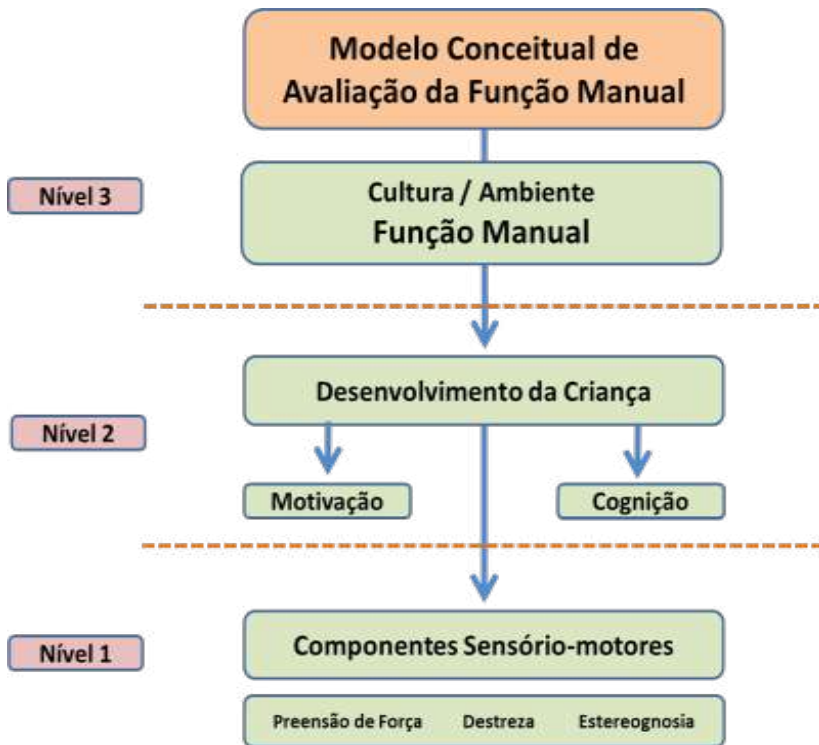 Modelo Conceitual de
Avaliação da Função Manual
Nível 3
Cultura / Ambiente
Função Manual
Desenvolvimento da Criança
Nível 2
Motivação
Cognição
Componentes Sensório-motores
Nível 1
Preensão de Força Destreza Estereognosia